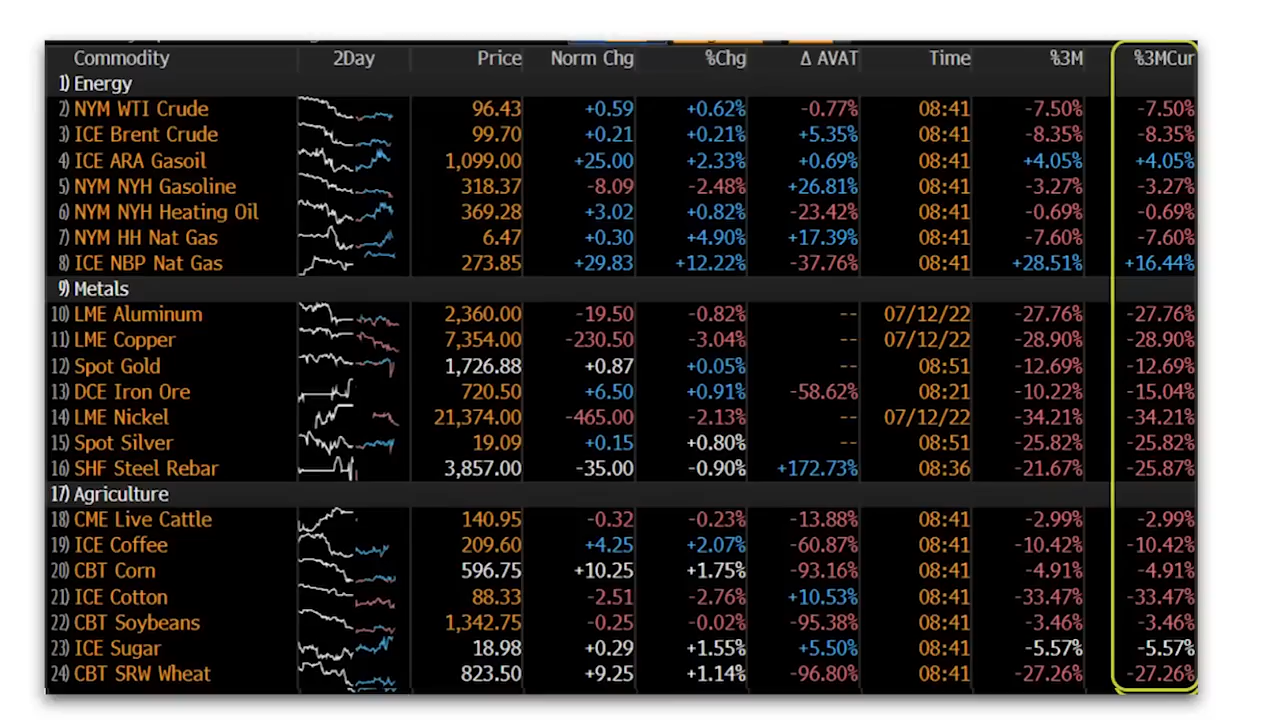 Commodity 2Day Price Norm Chg %Chg Δ AVAT Time %3M %3MCur
1) Energy
2) NYM WTI Crude 96.43 +0.59 +0.62% -0.77% 08:41 -7.50% -7.50%
3) ICE Brent Crude 99.70 +0.21 +0.21% +5.35% 08:41 -8.35% -8.35%
4) ICE ARA Gasoil 1,099.00 +25.00 +2.33% +0.69% 08:41 +4.05% +4.05%
5) NYM NYH Gasoline 318.37 -8.09 -2.48% +26.81% 08:41 -3.27% -3.27%
6) NYM NYH Heating Oil 369.28 +3.02 +0.82% -23.42% 08:41 -0.69% -0.69%
7) NYM HH Nat Gas 6.47 +0.30 +4.90% +17.39% 08:41 -7.60% -7.60%
8) ICE NBP Nat Gas 273.85 +29.83 +12.22% -37.76% 08:41 +28.51% +16.44%
9) Metals
10) LME Aluminum 2,360.00 -19.50 -0.82% -- 07/12/22 -27.76% -27.76%
11) LME Copper 7,354.00 -230.50 -3.04% -- 07/12/22 -28.90% -28.90%
12) Spot Gold 1,726.88 +0.87 +0.05% -- 08:51 -12.69% -12.69%
13) DCE Iron Ore 720.50 +6.50 +0.91% -58.62% 08:21 -10.22% -15.04%
14) LME Nickel 21,374.00 -465.00 -2.13% -- 07/12/22 -34.21% -34.21%
15) Spot Silver 19.09 +0.15 +0.80% -- 08:51 -25.82% -25.82%
16) SHF Steel Rebar 3,857.00 -35.00 -0.90% +172.73% 08:36 -21.67% -25.87%
17) Agriculture
18) CME Live Cattle 140.95 -0.32 -0.23% -13.88% 08:41 -2.99% -2.99%
19) ICE Coffee 209.60 +4.25 +2.07% -60.87% 08:41 -10.42% -10.42%
20) CBT Corn 596.75 +10.25 +1.75% -93.16% 08:41 -4.91% -4.91%
21) ICE Cotton 88.33 -2.51 -2.76% +10.53% 08:41 -33.47% -33.47%
22) CBT Soybeans 1,342.75 -0.25 -0.02% -95.38% 08:41 -3.46% -3.46%
23) ICE Sugar 18.98 +0.29 +1.55% +5.50% 08:41 -5.57% -5.57%
24) CBT SRW Wheat 823.50 +9.25 +1.14% -96.80% 08:41 -27.26% -27.26%